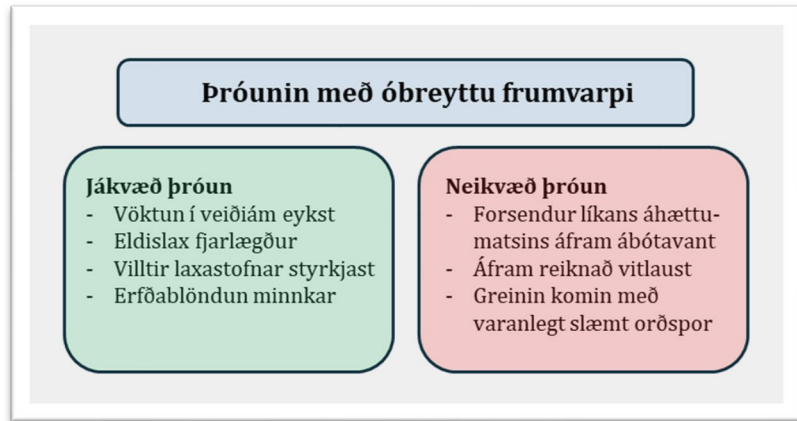 Þróunin með óbreyttu frumvarpi
Jákvæð þróun
- Vöktun í veiðiám eykst
- Eldislax fjarlægður
- Villtir laxastofnar styrkjast
- Erfðablöndun minnkar
Neikvæð þróun
- Forsendur líkans áhættu-
matsins áfram ábótavant
- Áfram reiknað vitlaust
- Greinin komin með
varanlegt slæmt orðspor